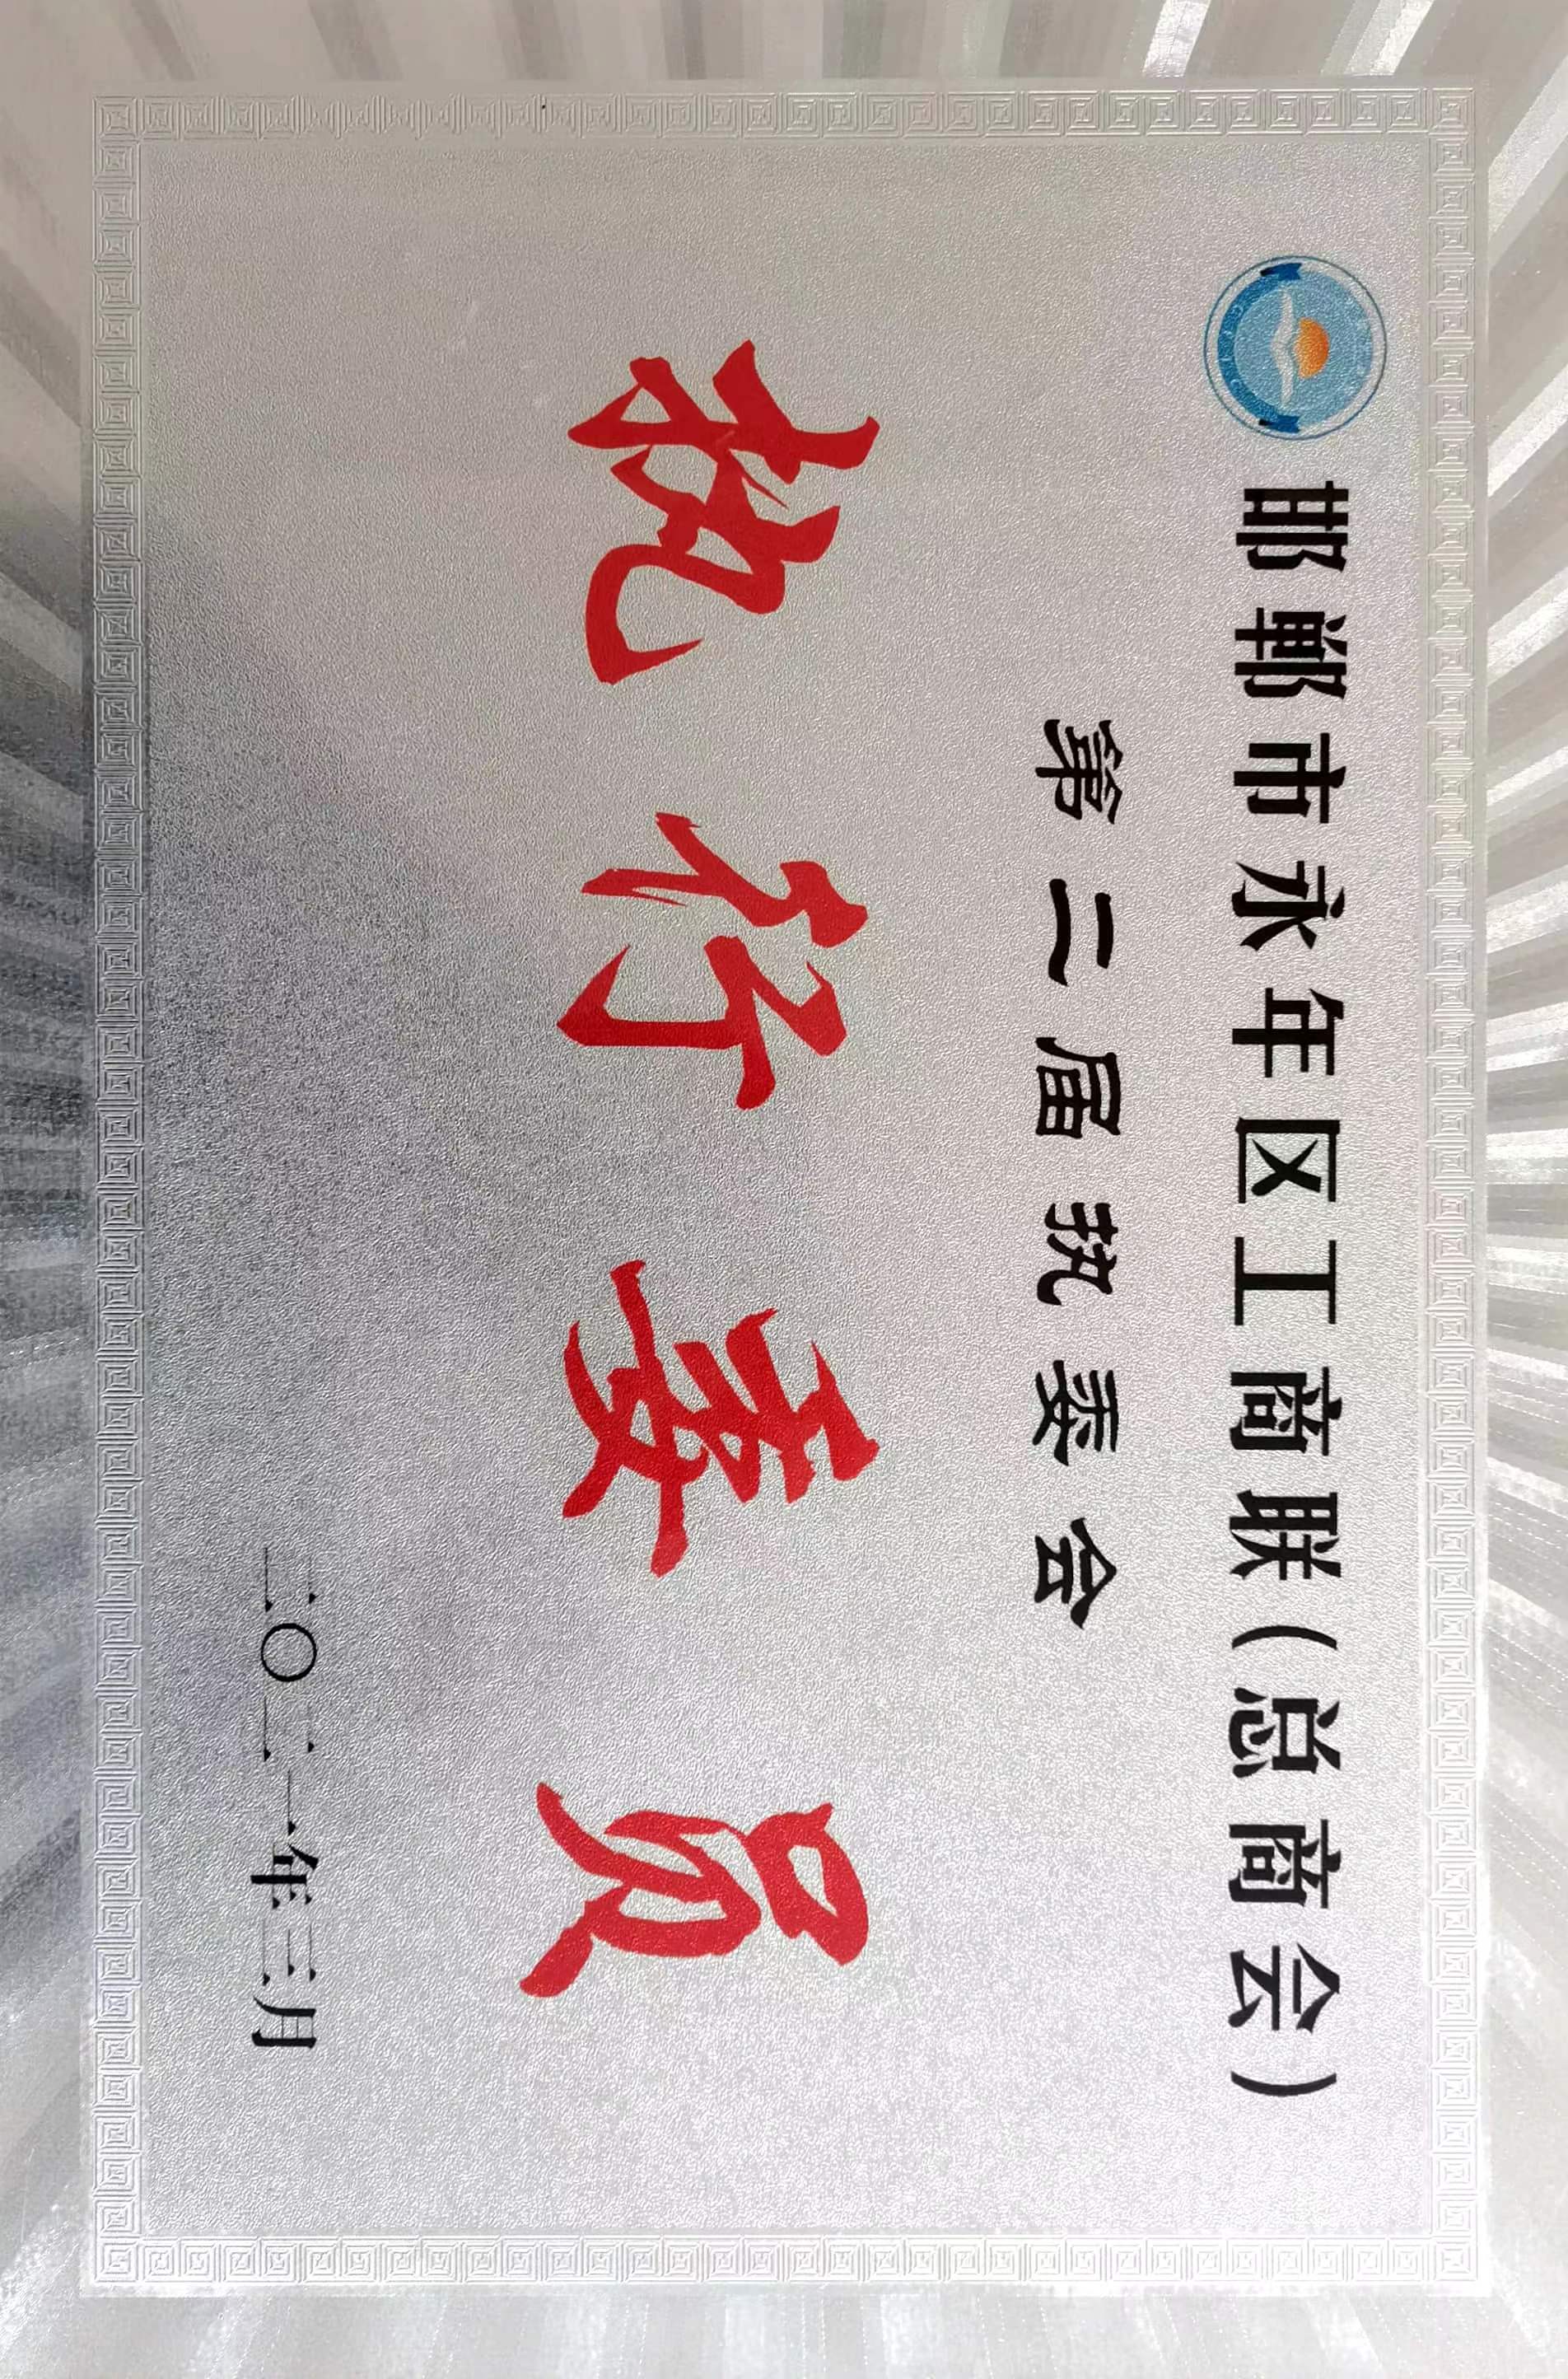 邯郸市永年区工商联(总商会)
第二届执委会
执行委员
二〇二一年三月